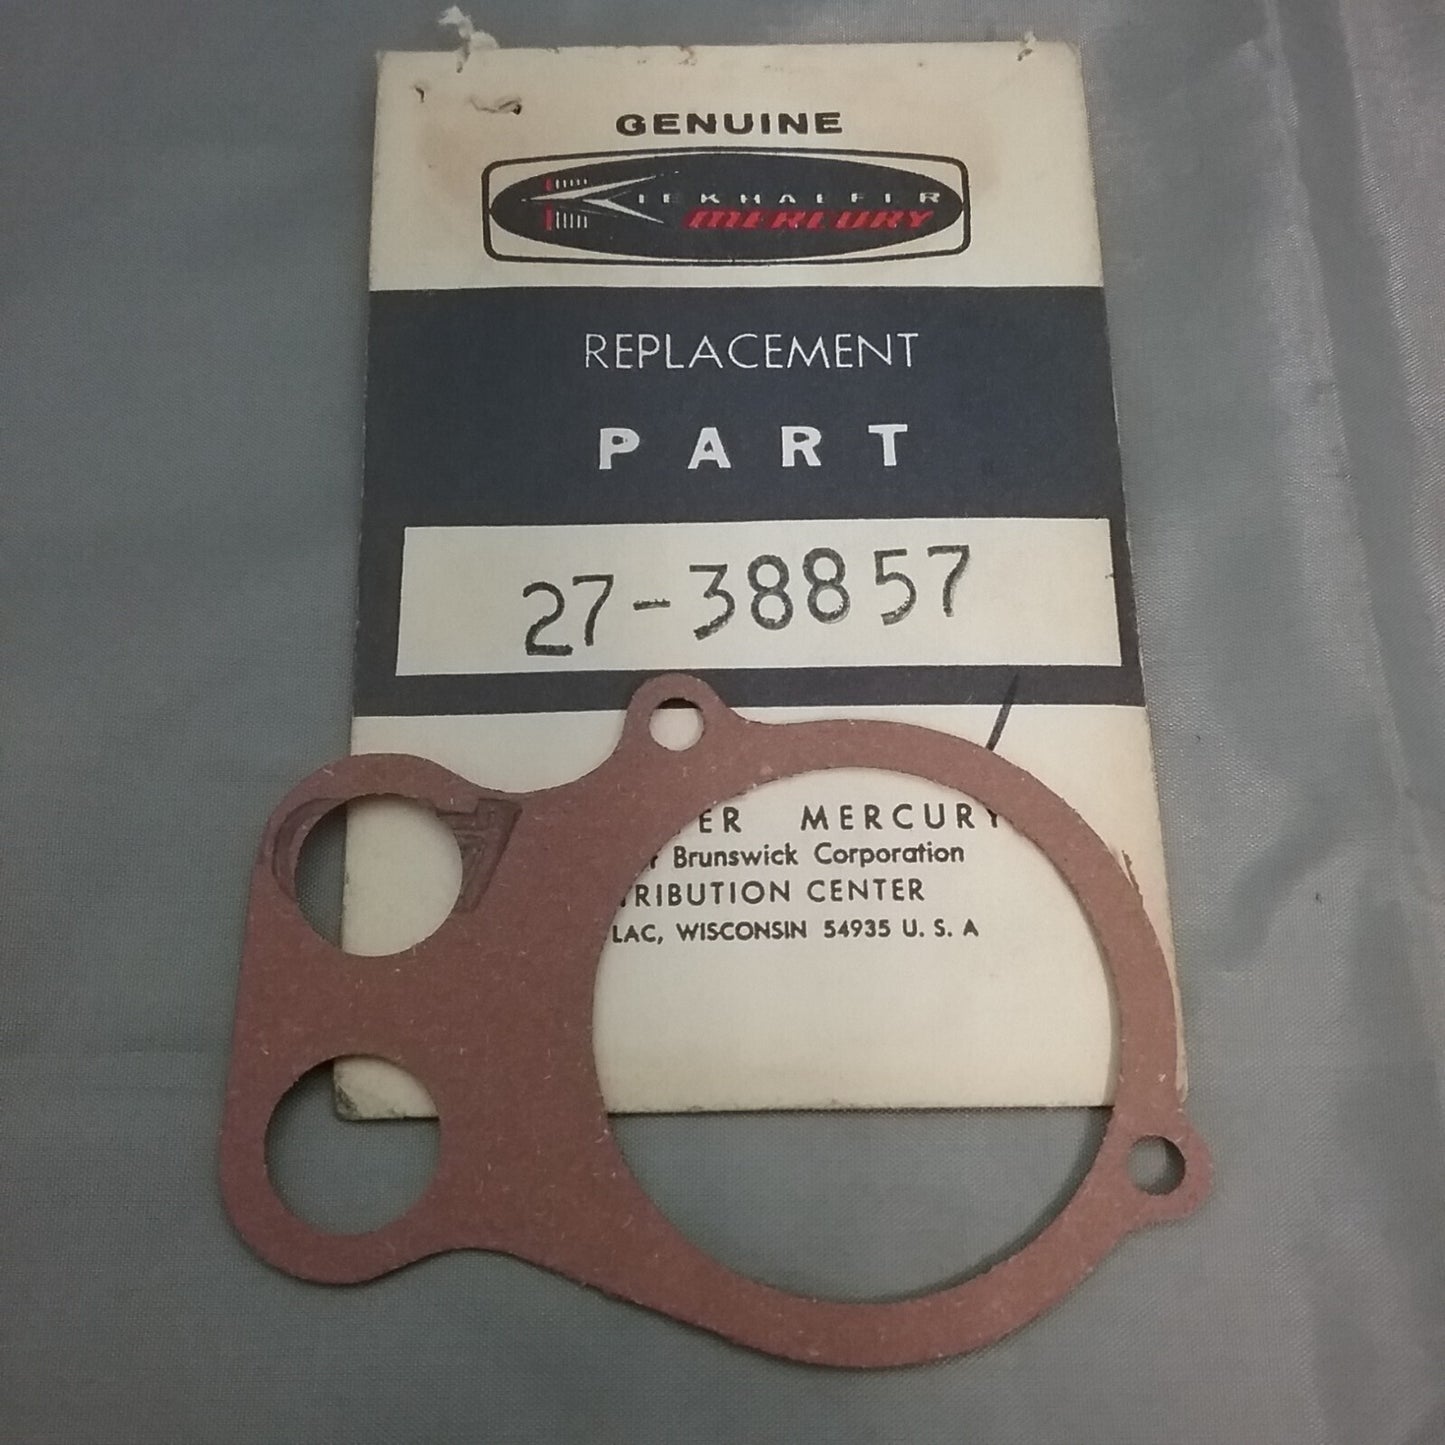 GENUINE
KIEKHAEFER
MERCURY
REPLACEMENT
PART
27-38857
ER MERCURY
Brunswick Corporation
TRIBUTION CENTER
LAC, WISCONSIN 54935 U. S. A